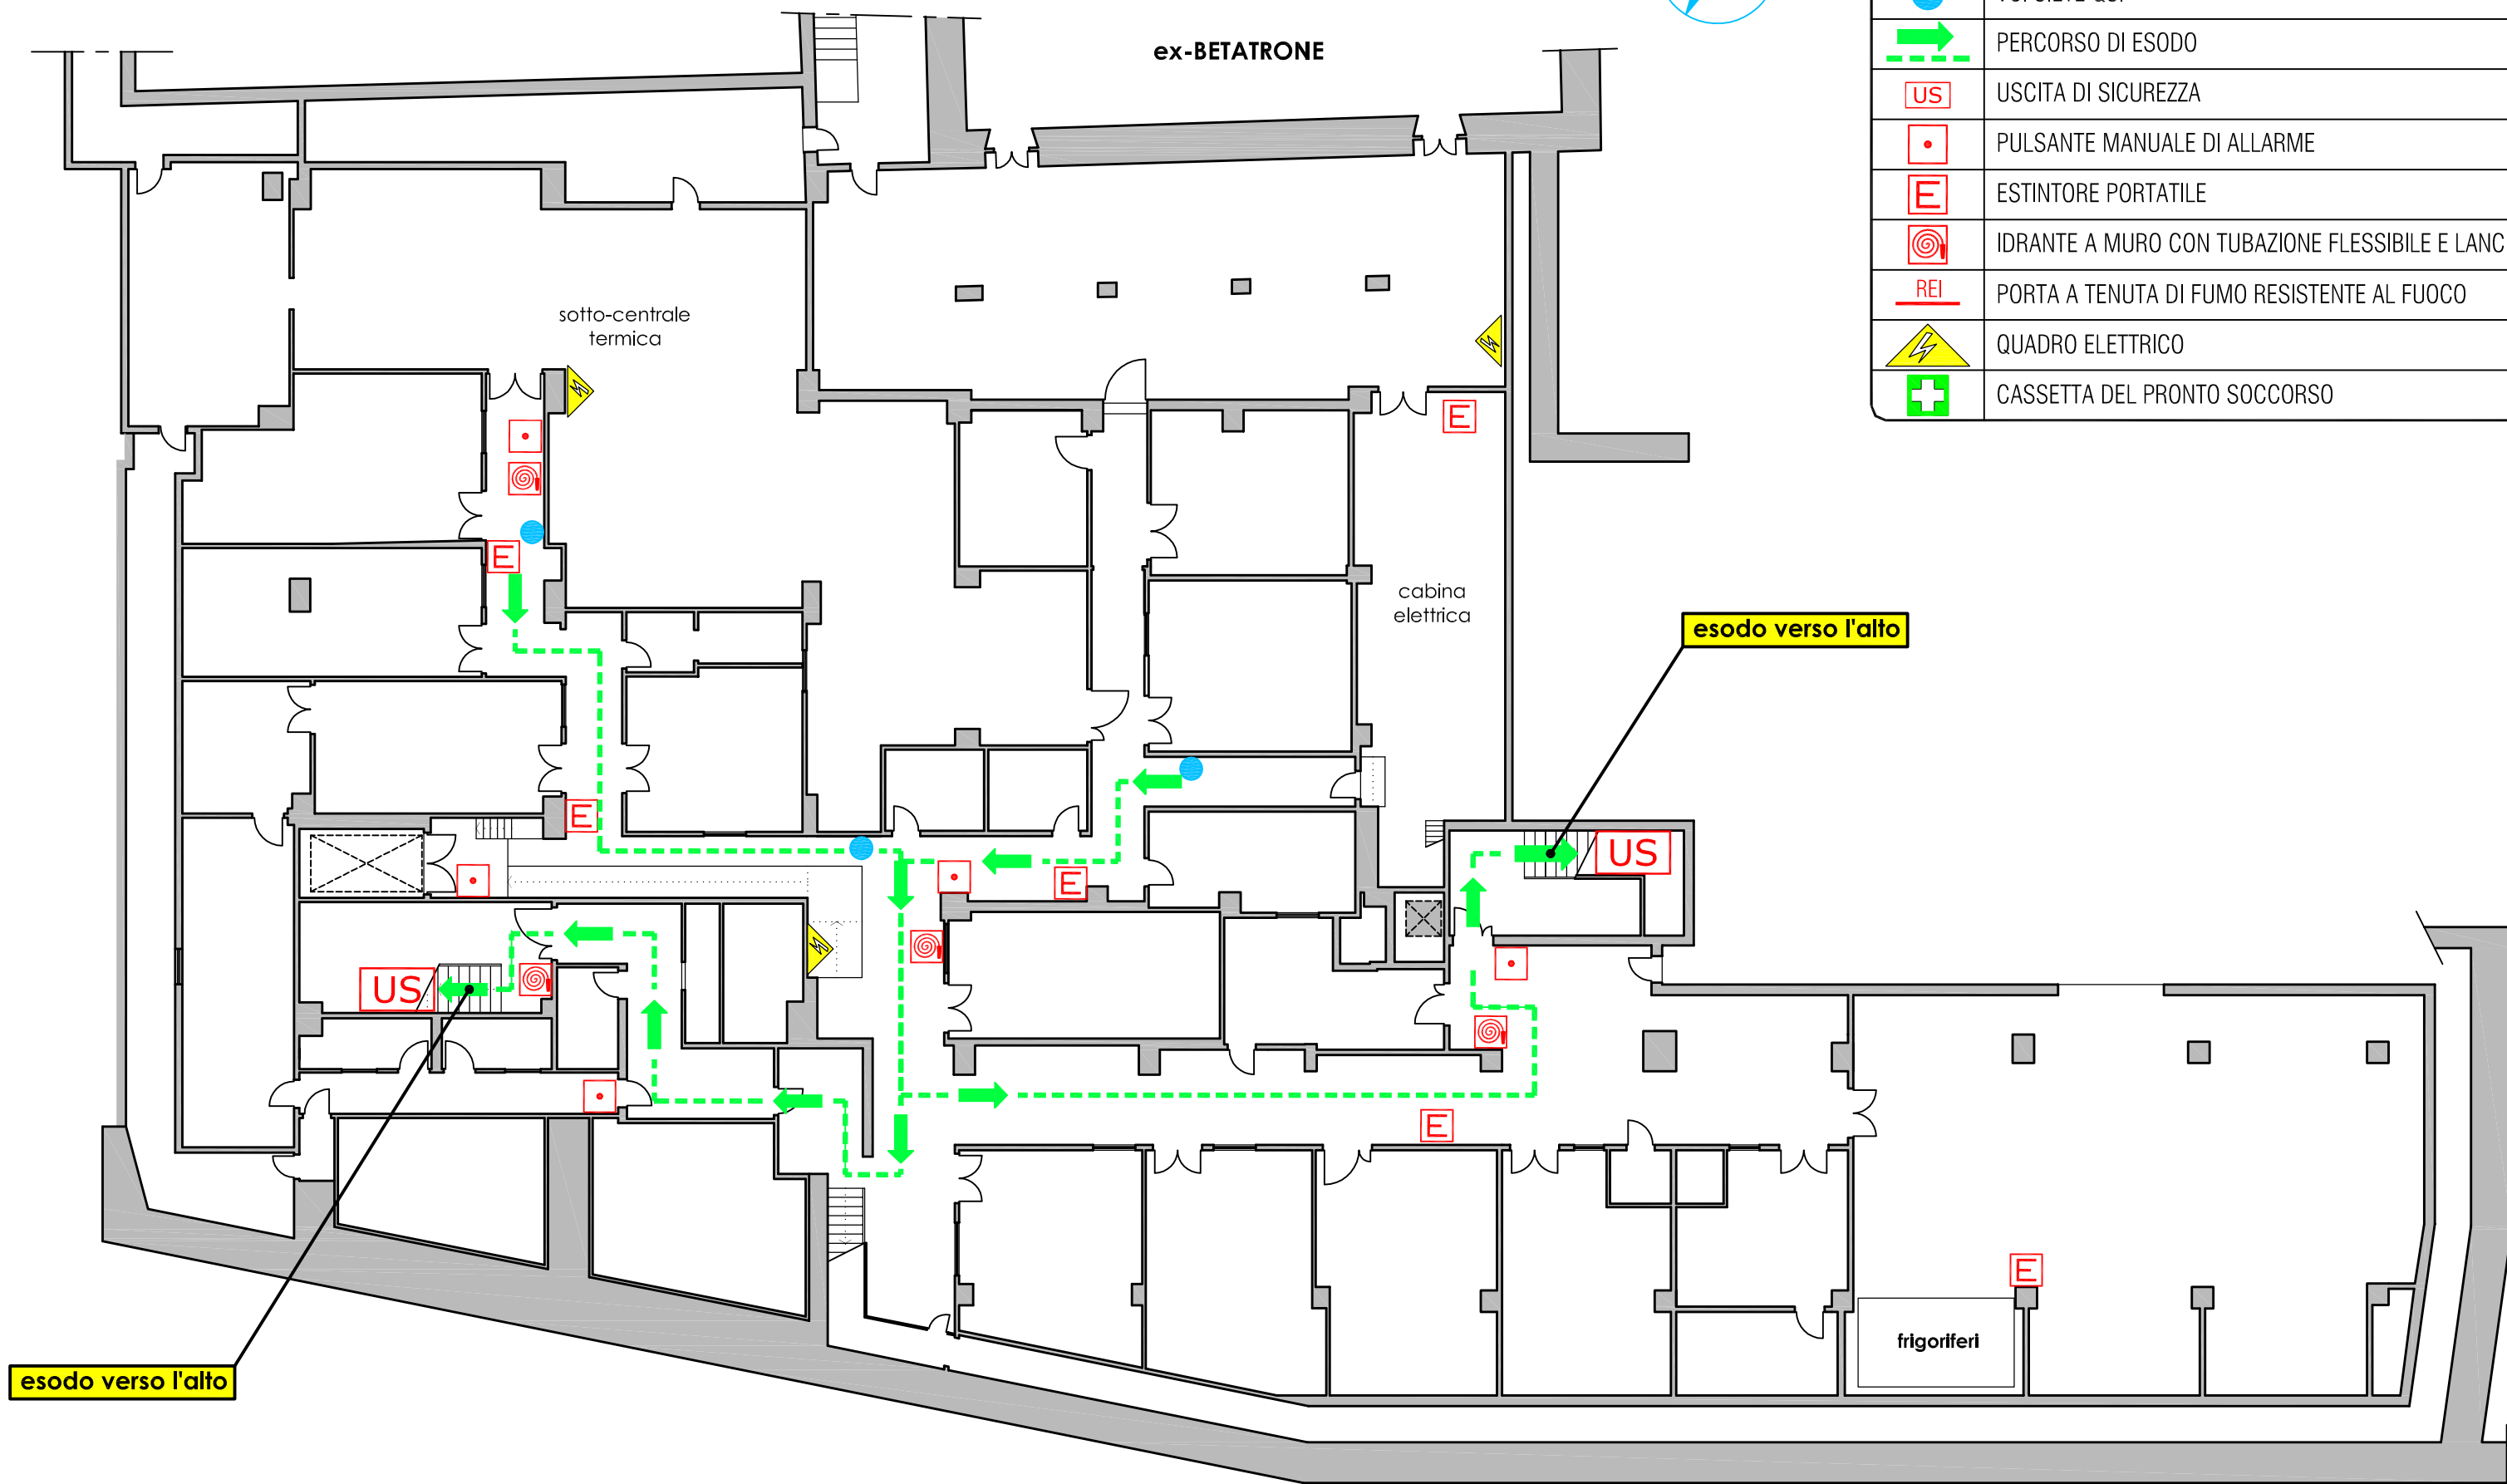 ex-BETATRONE
PERCORSO DI ESODO
US
USCITA DI SICUREZZA
PULSANTE MANUALE DI ALLARME
E
ESTINTORE PORTATILE
IDRANTE A MURO CON TUBAZIONE FLESSIBILE E LANC
REI
PORTA A TENUTA DI FUMO RESISTENTE AL FUOCO
QUADRO ELETTRICO
CASSETTA DEL PRONTO SOCCORSO
sotto-centrale
termica
E
E
cabina
elettrica
esodo verso l'alto
E
US
E
US
E
E
frigoriferi
esodo verso l'alto